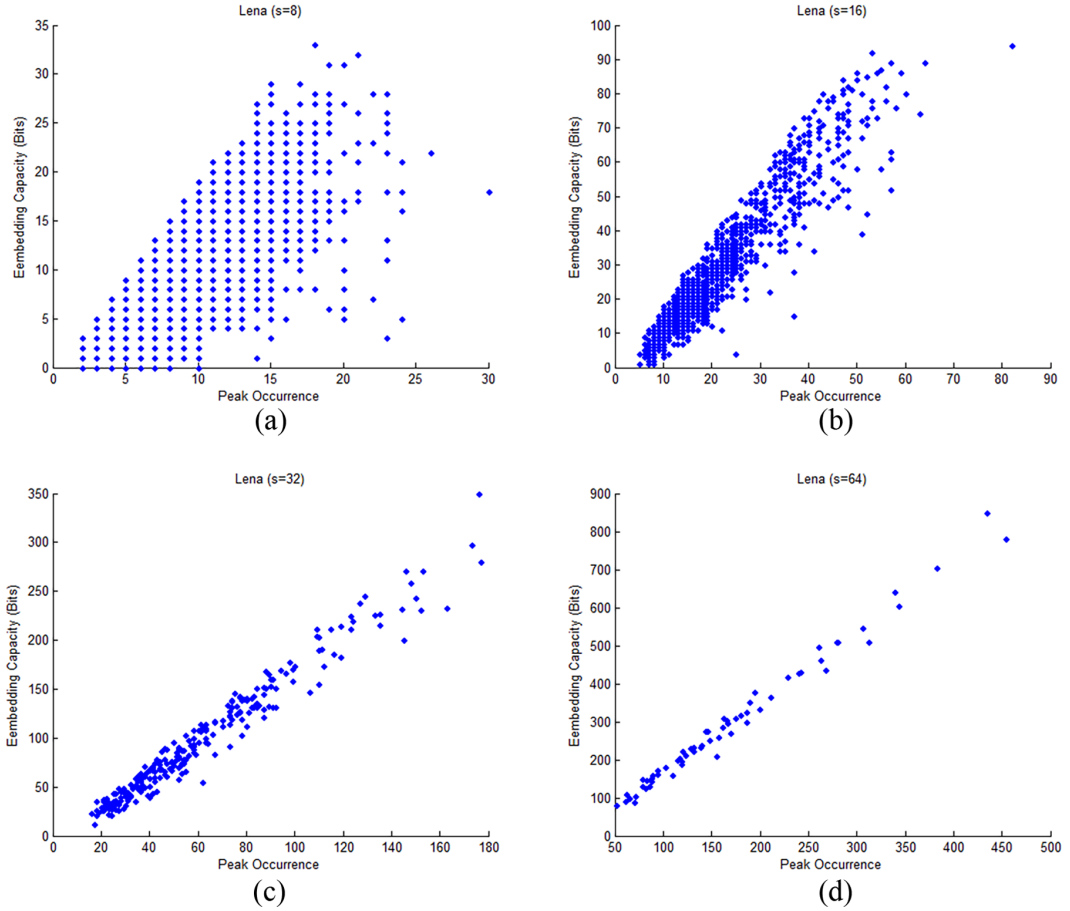 Lena (s=8)
Eembedding Capacity (Bits)
35
30
25
20
15
10
5
0
0 5 10 15 20 25 30
Peak Occurrence
(a)
Lena (s=16)
Eembedding Capacity (Bits)
100
90
80
70
60
50
40
30
20
10
0
0 10 20 30 40 50 60 70 80 90
Peak Occurrence
(b)
Lena (s=32)
Eembedding Capacity (Bits)
350
300
250
200
150
100
50
0
0 20 40 60 80 100 120 140 160 180
Peak Occurrence
(c)
Lena (s=64)
Eembedding Capacity (Bits)
900
800
700
600
500
400
300
200
100
0
50 100 150 200 250 300 350 400 450 500
Peak Occurrence
(d)